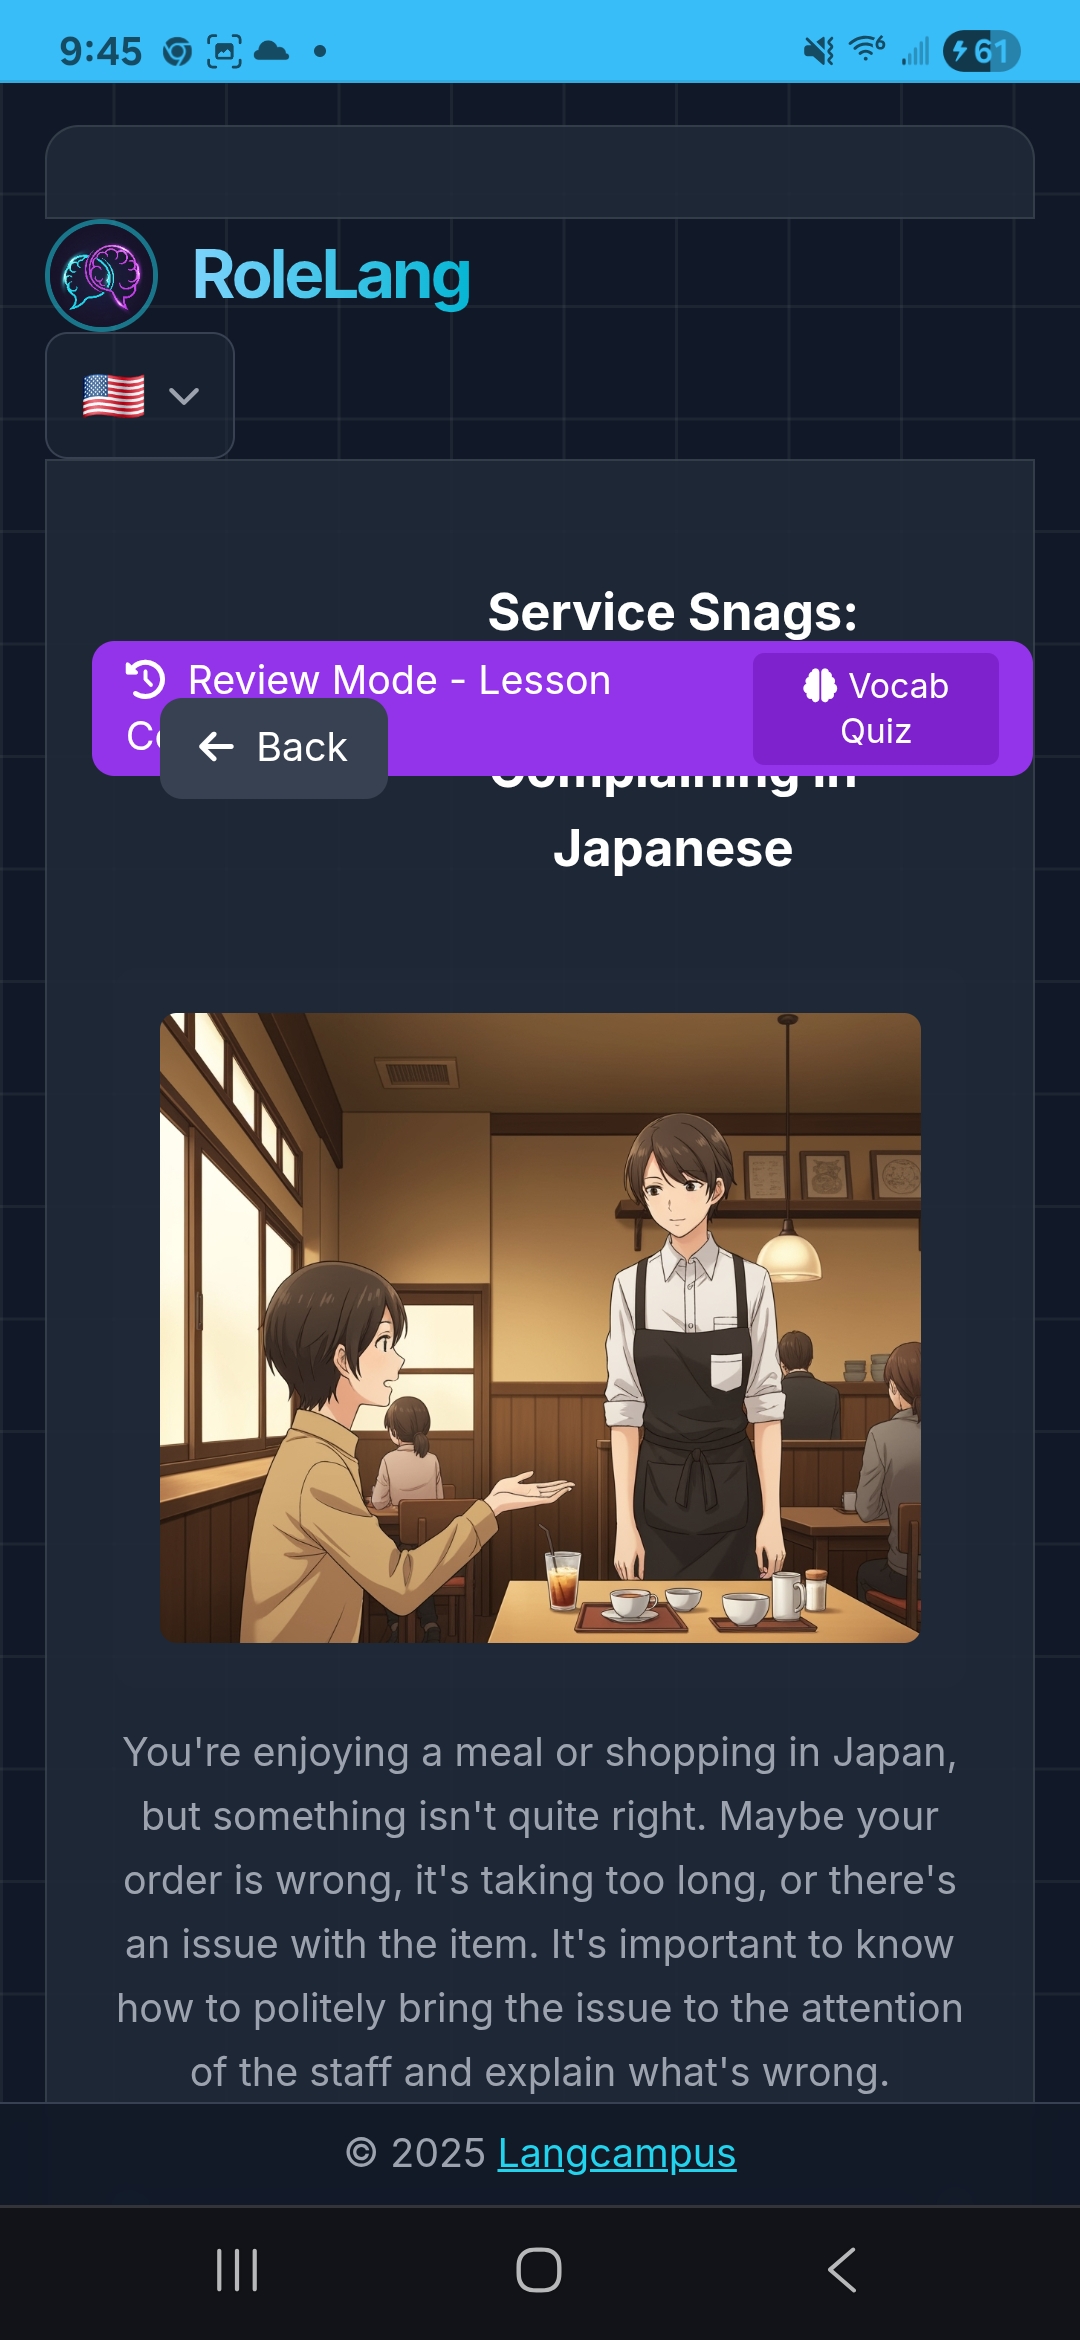 9:45
6
61
RoleLang
Service Snags:
Review Mode - Lesson
Vocab
Quiz
Back
Complaining in
Japanese
You're enjoying a meal or shopping in Japan,
but something isn't quite right. Maybe your
order is wrong, it's taking too long, or there's
an issue with the item. It's important to know
how to politely bring the issue to the attention
of the staff and explain what's wrong.
© 2025 Langcampus